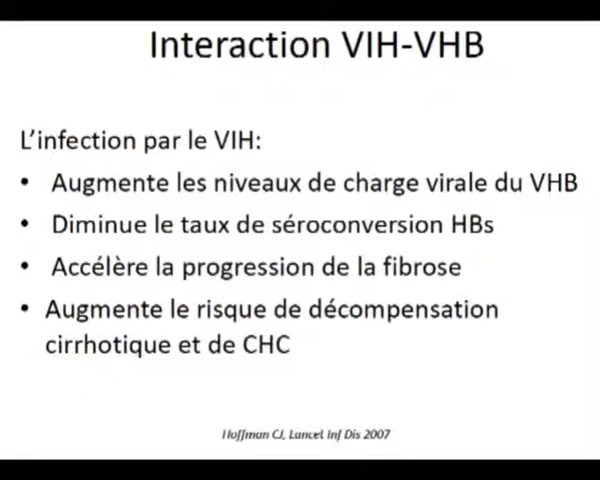 Interaction VIH-VHB
L’infection par le VIH:
• Augmente les niveaux de charge virale du VHB
• Diminue le taux de séroconversion HBs
• Accélère la progression de la fibrose
• Augmente le risque de décompensation
cirrhotique et de CHC
Hoffman CJ, Lancet Inf Dis 2007